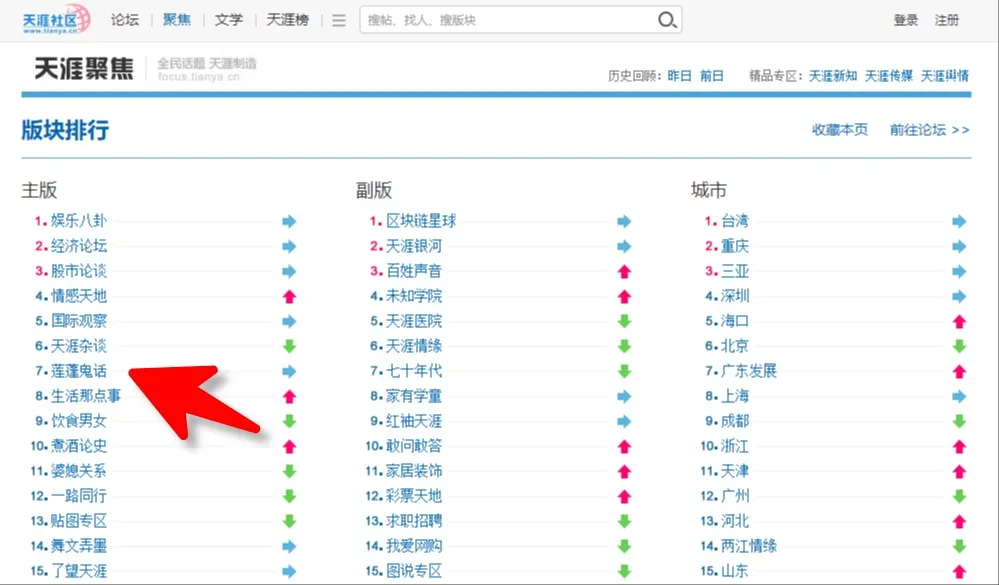 天涯社区
www.tianya.cn
论坛 | 聚焦 | 文学 | 天涯榜 |
搜帖、找人、搜版块
登录 注册
天涯聚焦
全民话题 天涯制造
focus.tianya.cn
历史回顾：昨日 前日 精品专区：天涯新知 天涯传媒 天涯舆情
版块排行
收藏本页 前往论坛 >>
主版
1. 娱乐八卦
2. 经济论坛
3. 股市论谈
4. 情感天地
5. 国际观察
6. 天涯杂谈
7. 莲蓬鬼话
8. 生活那点事
9. 饮食男女
10. 煮酒论史
11. 婆媳关系
12. 一路同行
13. 贴图专区
14. 舞文弄墨
15. 了望天涯
副版
1. 区块链星球
2. 天涯银河
3. 百姓声音
4. 未知学院
5. 天涯医院
6. 天涯情缘
7. 七十年代
8. 家有学童
9. 红袖天涯
10. 敢问敢答
11. 家居装饰
12. 彩票天地
13. 求职招聘
14. 我爱网购
15. 图说专区
城市
1. 台湾
2. 重庆
3. 三亚
4. 深圳
5. 海口
6. 北京
7. 广东发展
8. 上海
9. 成都
10. 浙江
11. 天津
12. 广州
13. 河北
14. 两江情缘
15. 山东